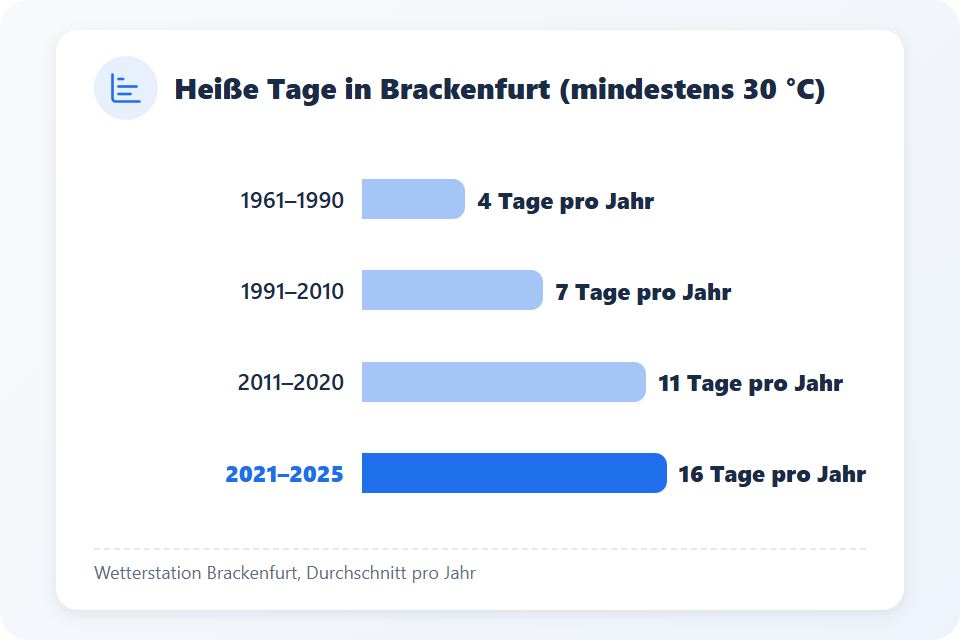 Heiße Tage in Brackenfurt (mindestens 30 °C)
1961–1990 4 Tage pro Jahr
1991–2010 7 Tage pro Jahr
2011–2020 11 Tage pro Jahr
2021–2025 16 Tage pro Jahr
Wetterstation Brackenfurt, Durchschnitt pro Jahr